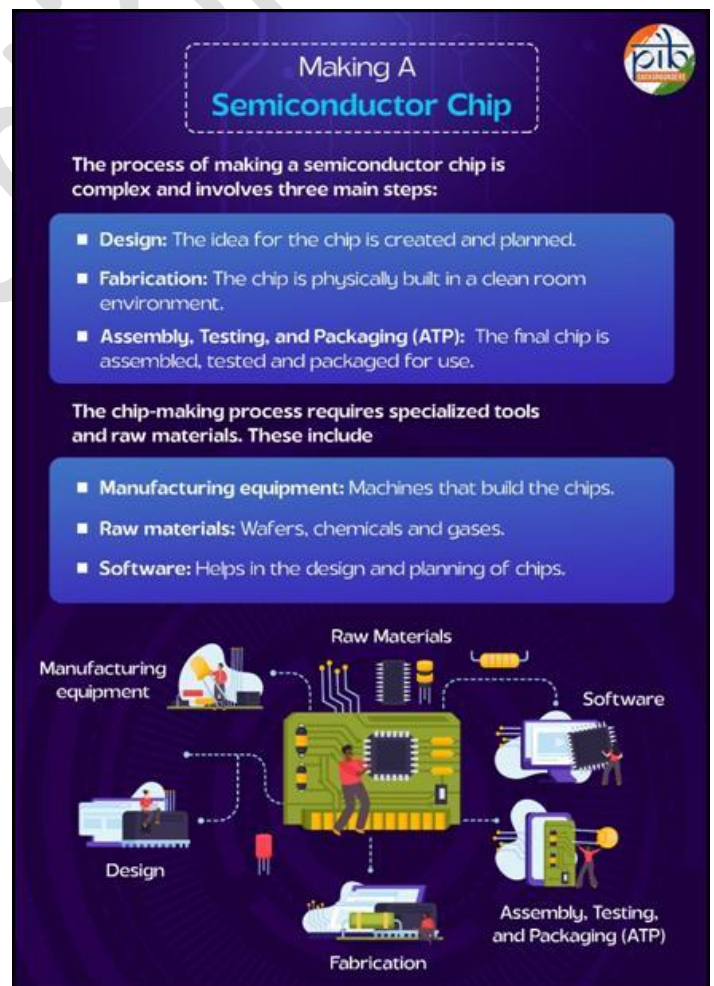 Making A
Semiconductor Chip
pib
BACKGROUNDERS
The process of making a semiconductor chip is
complex and involves three main steps:
■ Design: The idea for the chip is created and planned.
■ Fabrication: The chip is physically built in a clean room
environment.
■ Assembly, Testing, and Packaging (ATP): The final chip is
assembled, tested and packaged for use.
The chip-making process requires specialized tools
and raw materials. These include
■ Manufacturing equipment: Machines that build the chips.
■ Raw materials: Wafers, chemicals and gases.
■ Software: Helps in the design and planning of chips.
Raw Materials
Manufacturing
equipment
Software
Design
Assembly, Testing,
and Packaging (ATP)
Fabrication